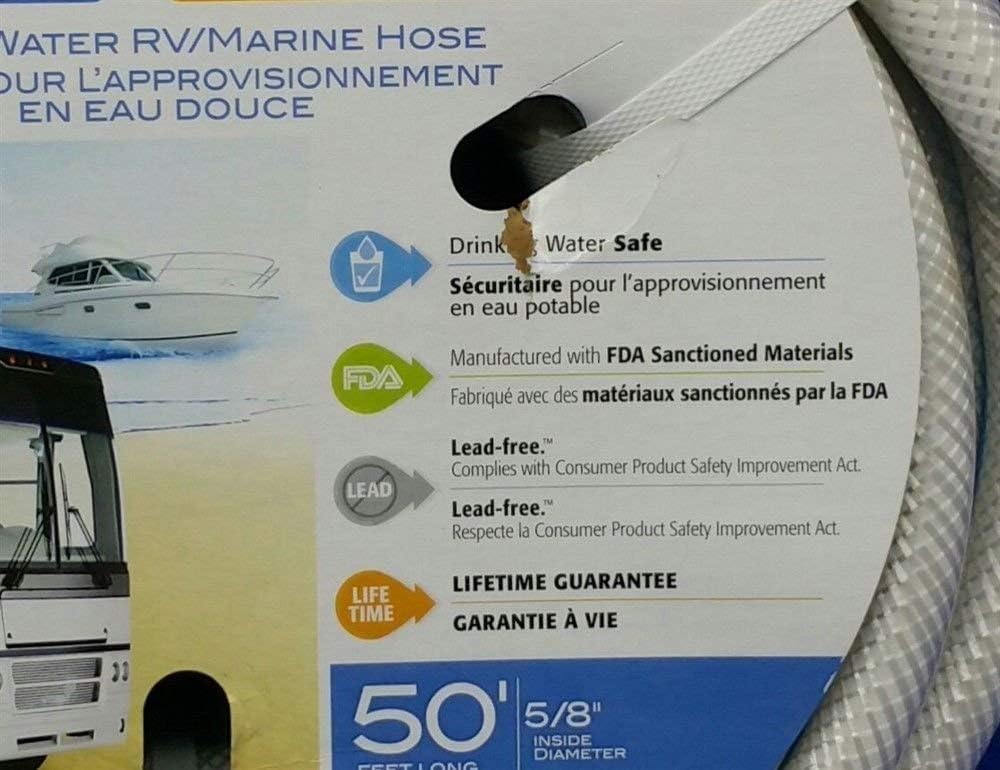 WATER RV/MARINE HOSE
OUR L'APPROVISIONNEMENT
EN EAU DOUCE
Water Safe
Sécuritaire pour l'approvisionnement
en eau potable
FDA
Manufactured with FDA Sanctioned Materials
Fabriqué avec des matériaux sanctionnés par la FDA
LEAD
Lead-free.™
Complies with Consumer Product Safety Improvement Act.
Lead-free.™
Respecte la Consumer Product Safety Improvement Act.
LIFE
TIME
LIFETIME GUARANTEE
GARANTIE À VIE
50'
FEET LONG
5/8"
INSIDE
DIAMETER